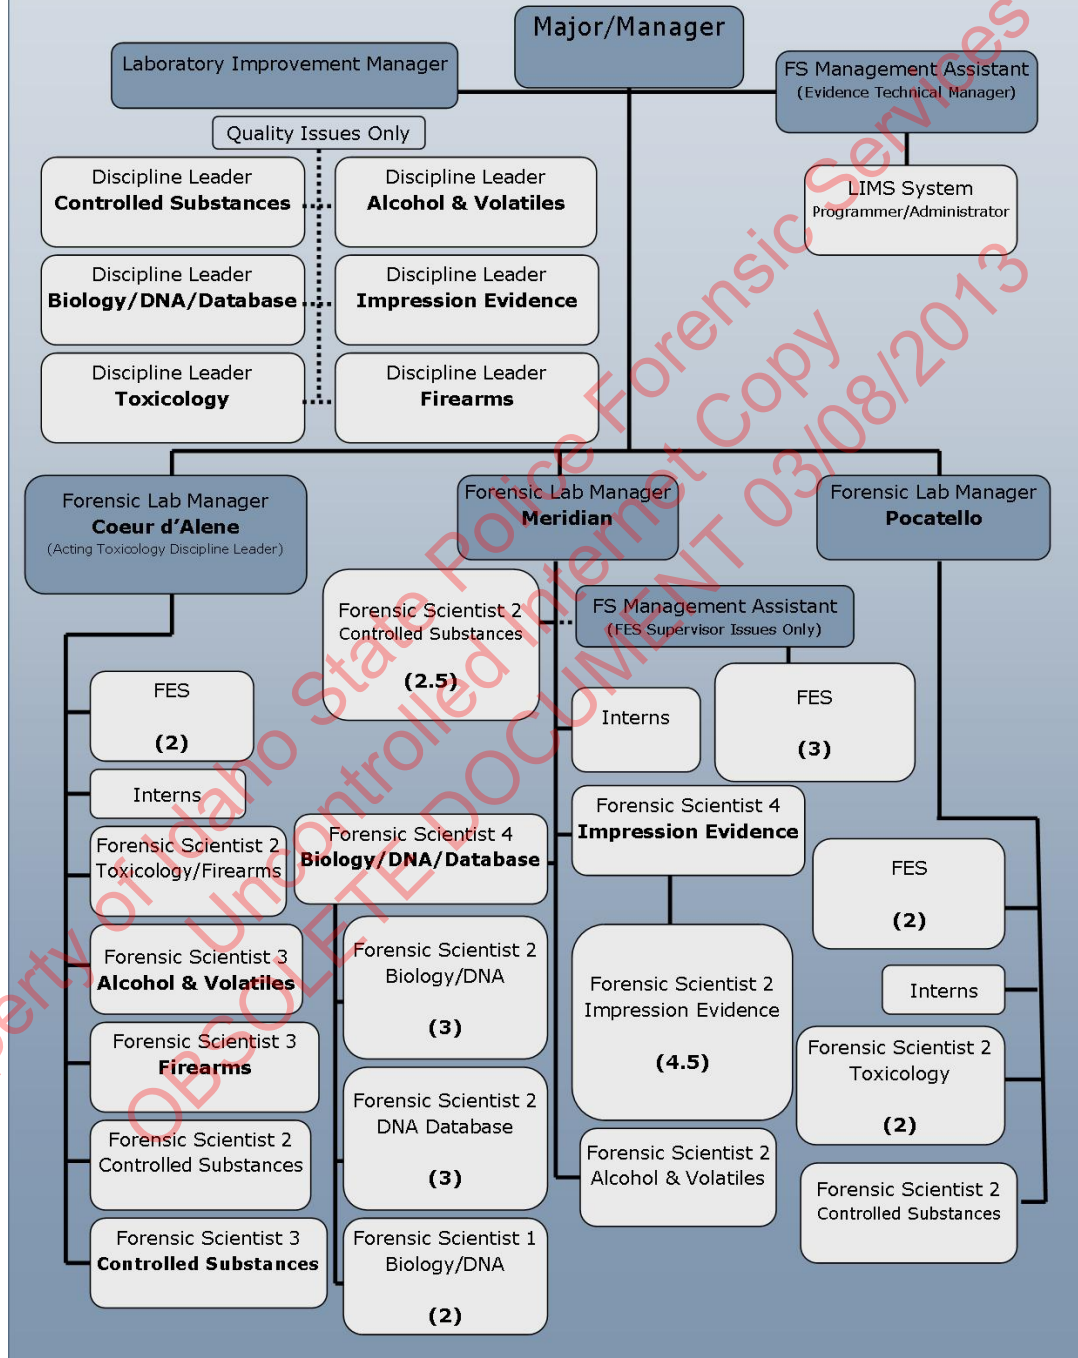 Major/Manager
Laboratory Improvement Manager
FS Management Assistant
(Evidence Technical Manager)
Quality Issues Only
LIMS System
Programmer/Administrator
Discipline Leader
Controlled Substances
Discipline Leader
Alcohol & Volatiles
Discipline Leader
Biology/DNA/Database
Discipline Leader
Impression Evidence
Discipline Leader
Toxicology
Discipline Leader
Firearms
Forensic Lab Manager
Coeur d’Alene
(Acting Toxicology Discipline Leader)
FES
(2)
Interns
Forensic Scientist 2
Toxicology/Firearms
Forensic Scientist 3
Alcohol & Volatiles
Forensic Scientist 3
Firearms
Forensic Scientist 2
Controlled Substances
Forensic Scientist 3
Controlled Substances
Forensic Lab Manager
Meridian
Forensic Scientist 2
Controlled Substances
(2.5)
FS Management Assistant
(FES Supervisor Issues Only)
FES
(3)
Interns
Forensic Scientist 4
Biology/DNA/Database
Forensic Scientist 2
Biology/DNA
(3)
Forensic Scientist 2
DNA Database
(3)
Forensic Scientist 1
Biology/DNA
(2)
Forensic Scientist 4
Impression Evidence
Forensic Scientist 2
Impression Evidence
(4.5)
Forensic Scientist 2
Alcohol & Volatiles
Forensic Lab Manager
Pocatello
FES
(2)
Interns
Forensic Scientist 2
Toxicology
(2)
Forensic Scientist 2
Controlled Substances
of Idaho State Police Forensic Services
Uncontrolled Internet Copy
OBSOLETE DOCUMENT 03/08/2013